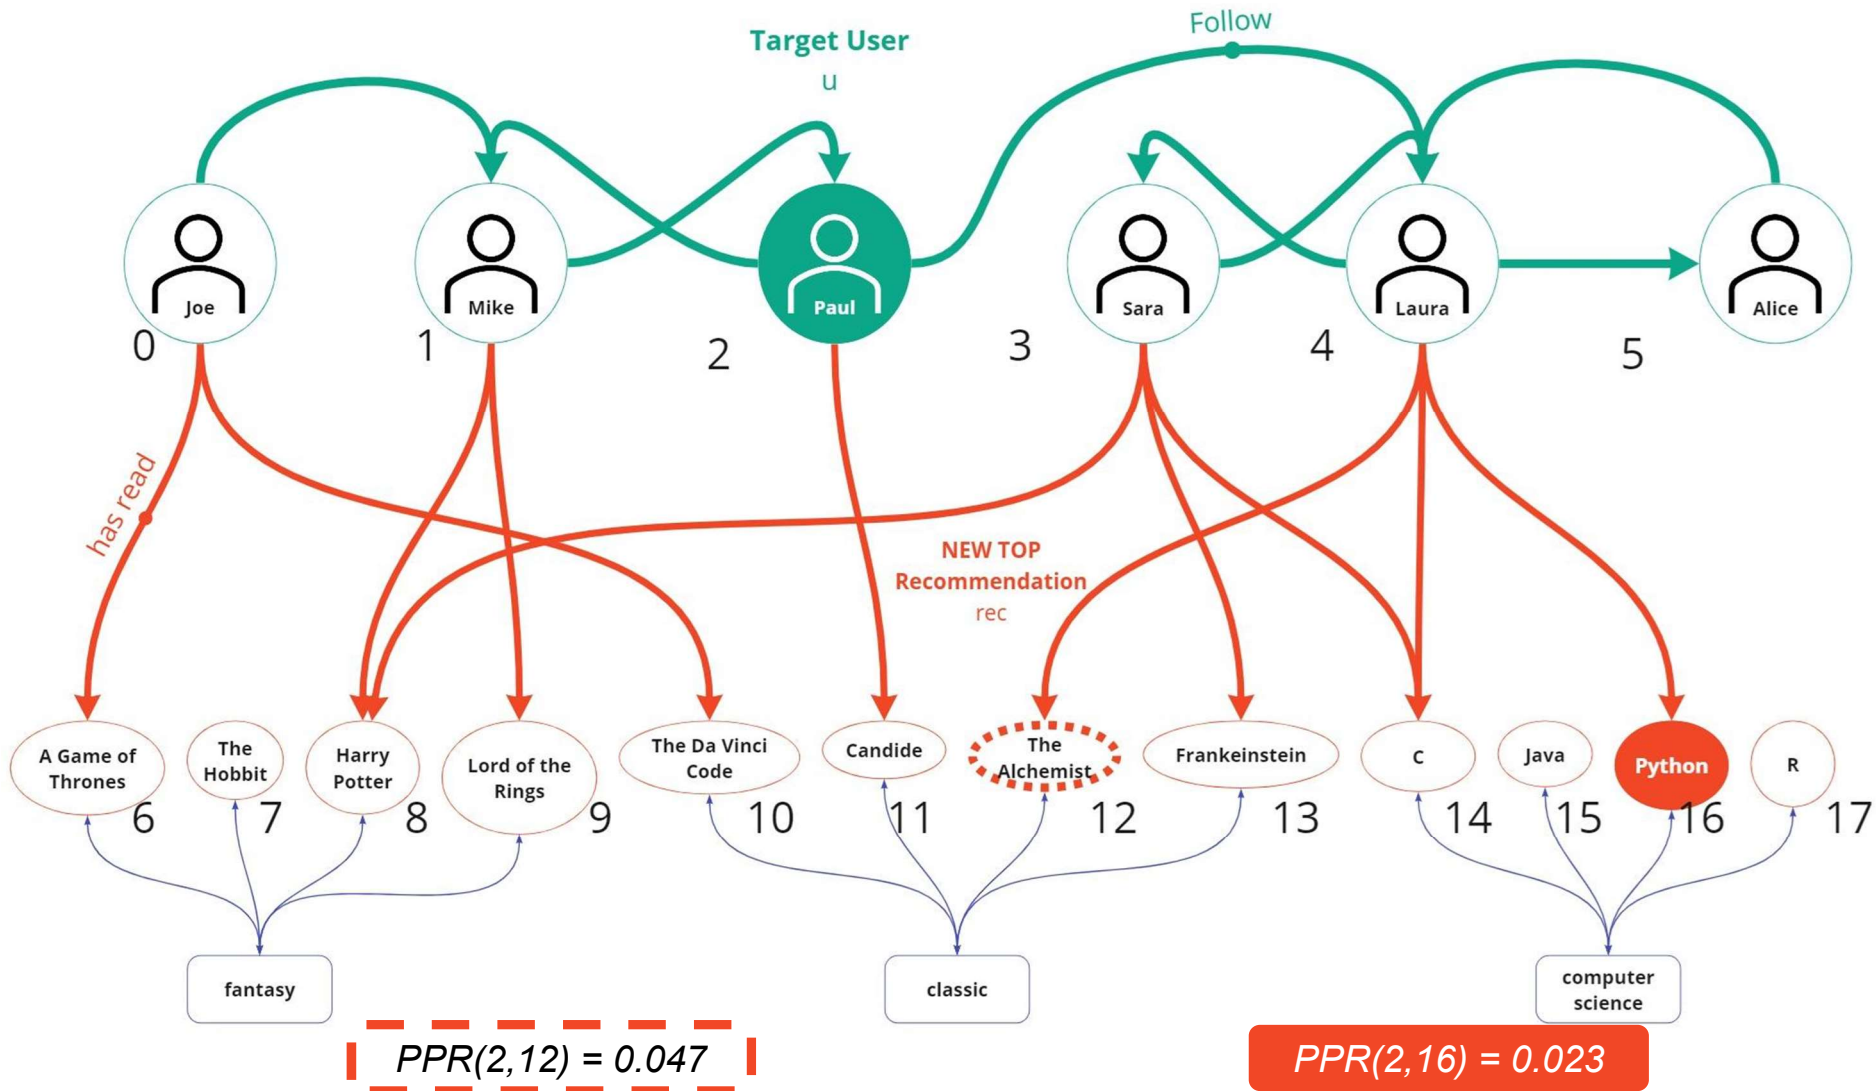 Follow
Target User
u
Joe
Mike
Paul
Sara
Laura
Alice
0
1
2
3
4
5
has read
NEW TOP
Recommendation
rec
A Game of
Thrones
The
Hobbit
Harry
Potter
Lord of the
Rings
The Da Vinci
Code
Candide
The
Alchemist
Frankeinstein
C
Java
Python
R
6
7
8
9
10
11
12
13
14
15
16
17
fantasy
classic
computer
science
PPR(2,12) = 0.047
PPR(2,16) = 0.023